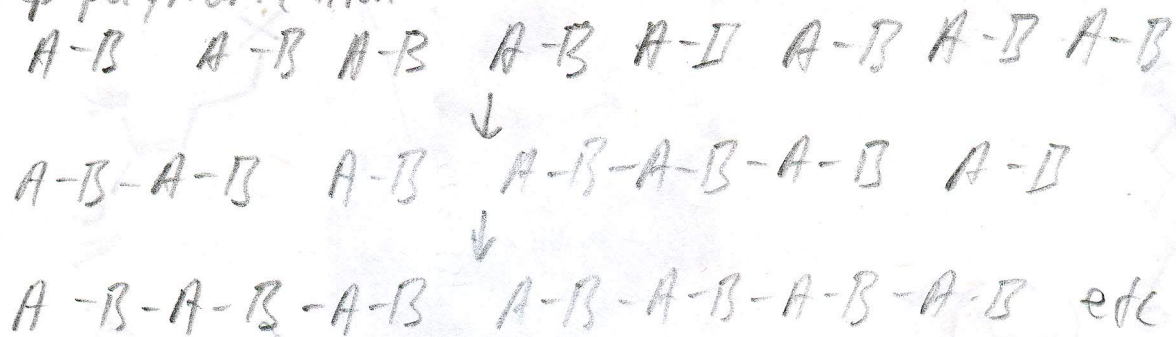 A-B A-B A-B A-B A-B A-B A-B A-B
↓
A-B-A-B A-B A-B-A-B-A-B A-B
↓
A-B-A-B-A-B A-B-A-B-A-B-A-B etc